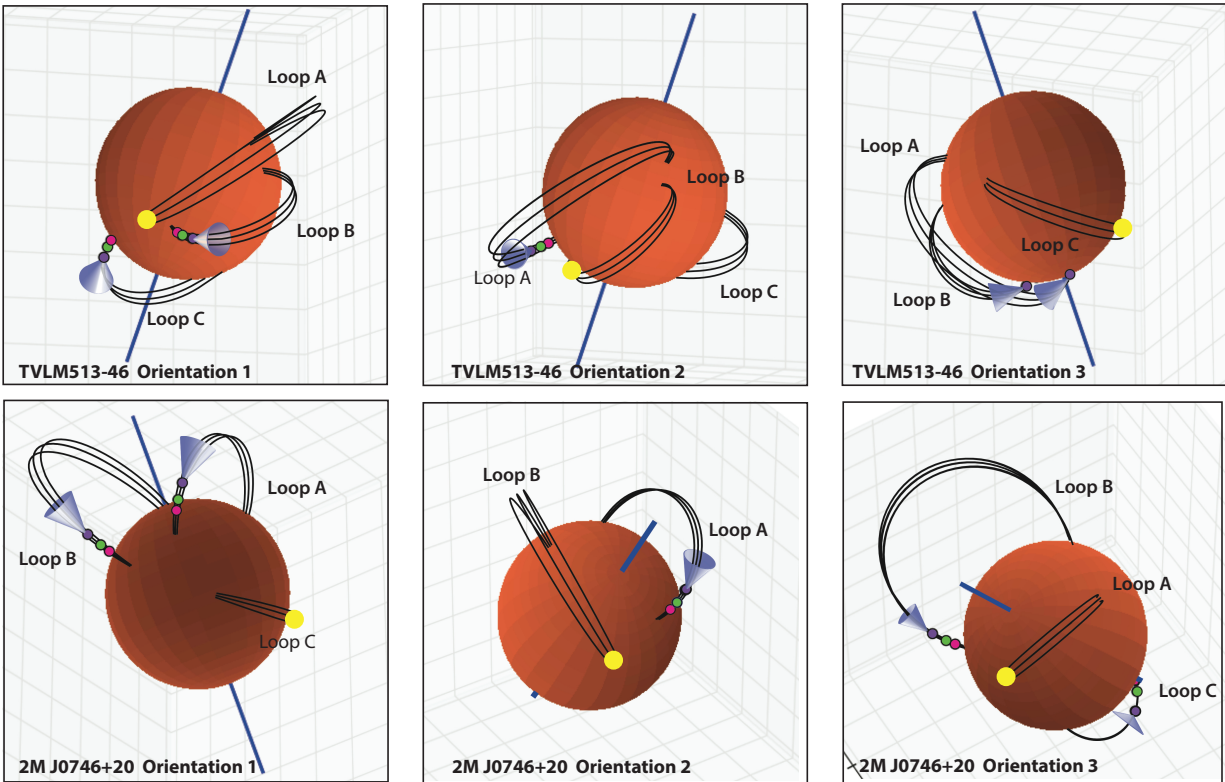 Loop A
Loop B
Loop C
TVLM513-46 Orientation 1
Loop B
Loop A
Loop C
TVLM513-46 Orientation 2
Loop A
Loop C
Loop B
TVLM513-46 Orientation 3
Loop A
Loop B
Loop C
2M J0746+20 Orientation 1
Loop B
Loop A
2M J0746+20 Orientation 2
Loop B
Loop A
Loop C
2M J0746+20 Orientation 3